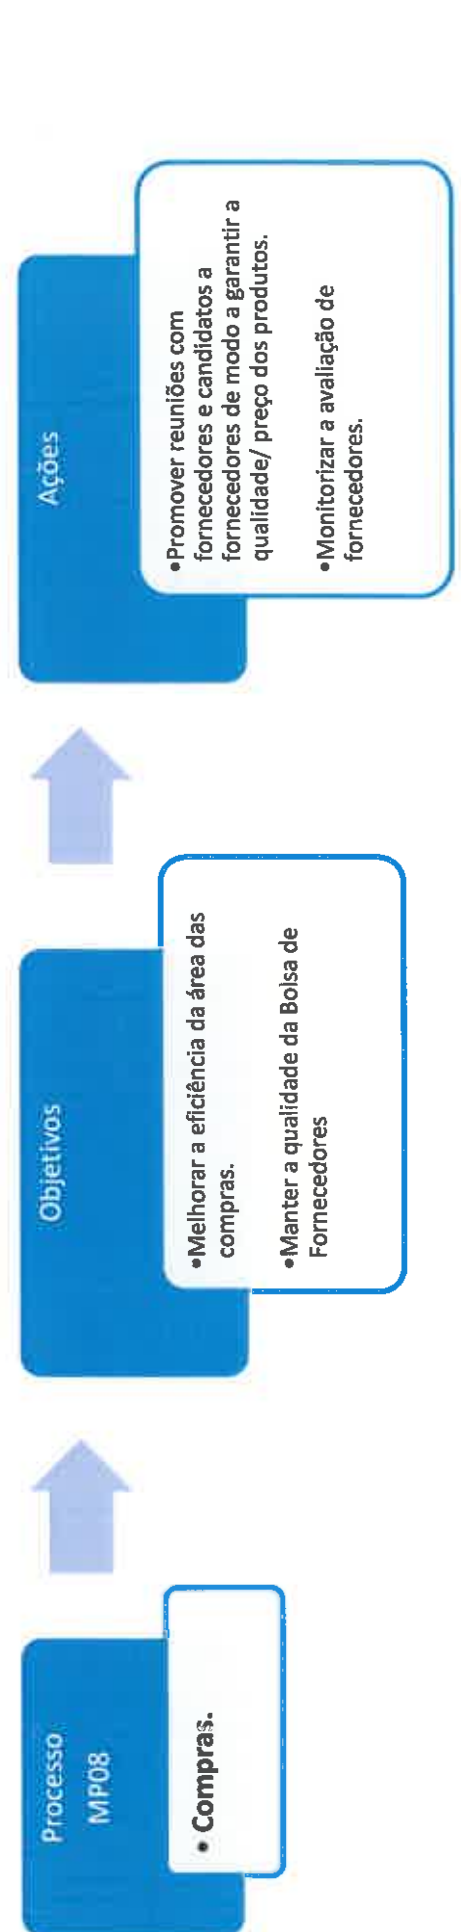 Processo
MP08
• Compras.
Objetivos
•Melhorar a eficiência da área das
compras.
•Manter a qualidade da Bolsa de
Fornecedores
Ações
•Promover reuniões com
fornecedores e candidatos a
fornecedores de modo a garantir a
qualidade/ preço dos produtos.
•Monitorizar a avaliação de
fornecedores.